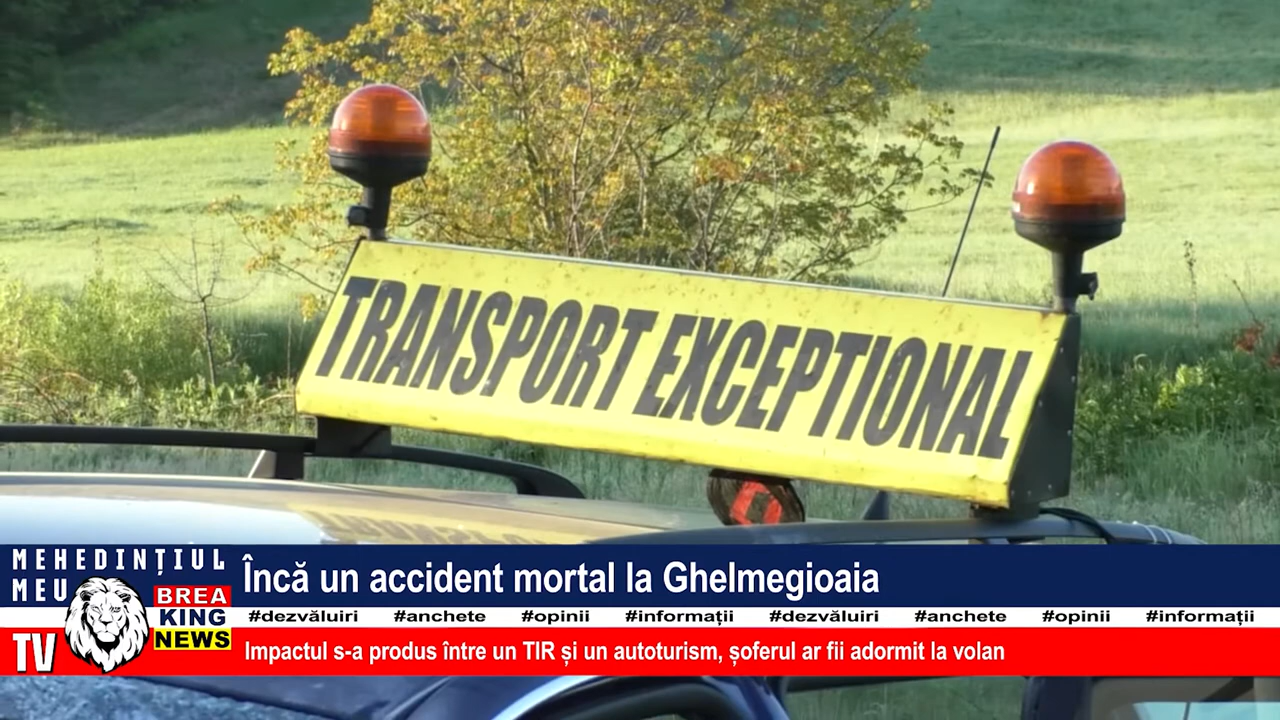 TRANSPORT EXCEPTIONAL
MEHEDINȚIUL
MEU
TV
BREA
KING
NEWS
Încă un accident mortal la Ghelmegioaia
#dezvăluiri #anchete #opinii #informații #dezvăluiri #anchete #opinii #informații
Impactul s-a produs între un TIR și un autoturism, șoferul ar fii adormit la volan